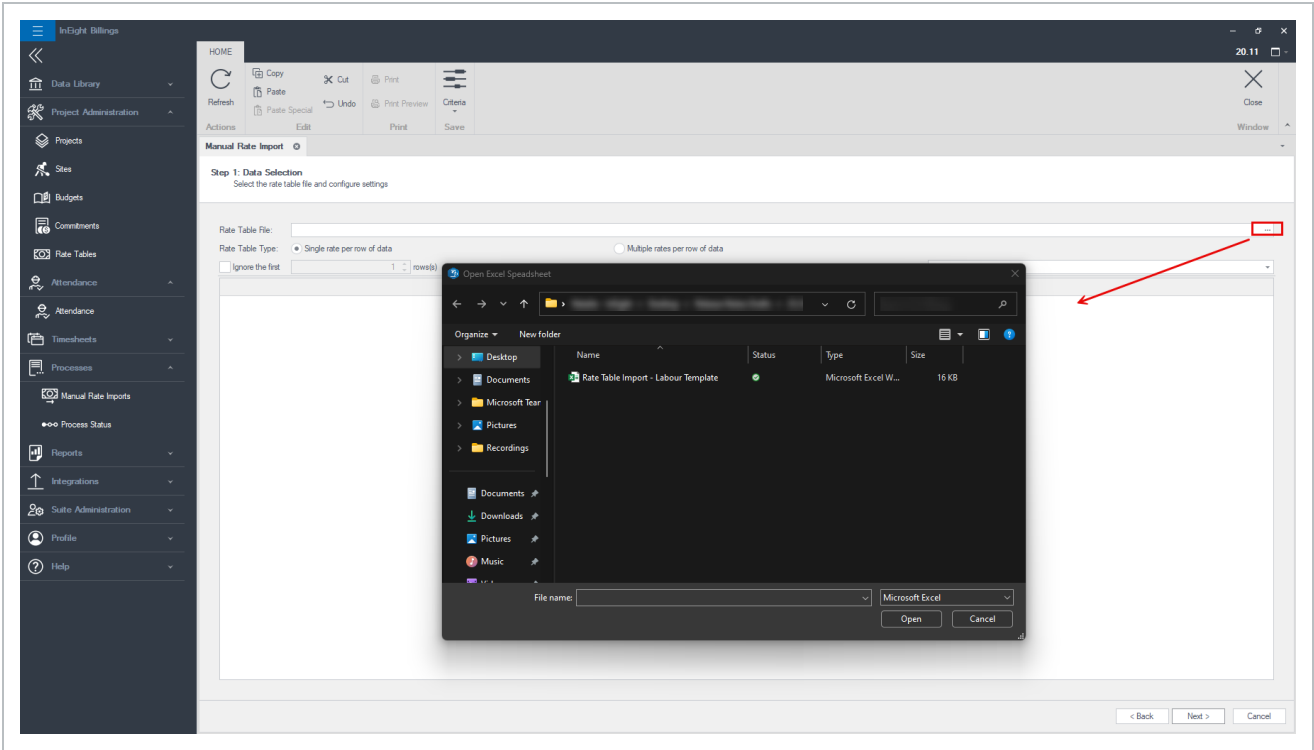 InEight Billings
HOME
20.11
Refresh
Copy
Paste
Paste Special
Cut
Undo
Print
Print Preview
Criteria
Close
Actions
Edit
Print
Save
Window
Data Library
Project Administration
Projects
Sites
Budgets
Commitments
Rate Tables
Attendance
Attendance
Timesheets
Processes
Manual Rate Imports
Process Status
Reports
Integrations
Suite Administration
Profile
Help
Manual Rate Import
Step 1: Data Selection
Select the rate table file and configure settings
Rate Table File:
...
Rate Table Type: Single rate per row of data Multiple rates per row of data
Ignore the first 1 rows(s)
Open Excel Speadsheet
Organize New folder
Name Status Type Size
Rate Table Import - Labour Template Microsoft Excel W... 16 KB
Desktop
Documents
Microsoft Tear
Pictures
Recordings
Documents
Downloads
Pictures
Music
File name: Microsoft Excel
Open Cancel
< Back Next > Cancel